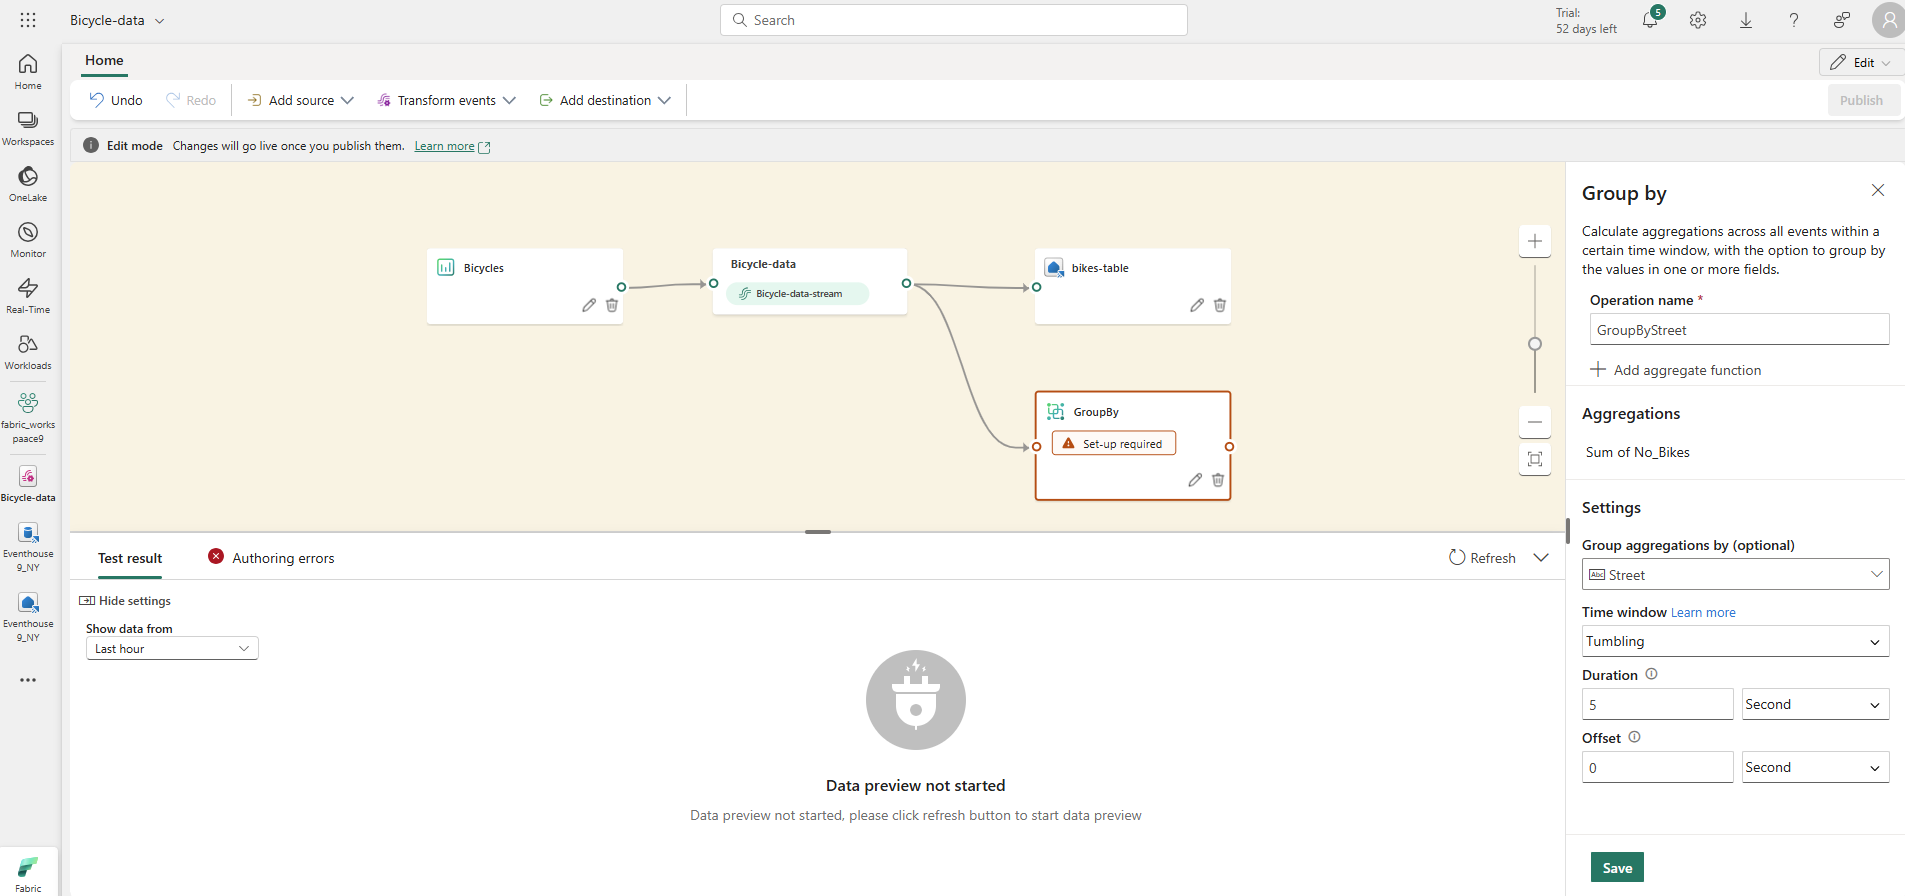 Bicycle-data
Search
Trial:
52 days left
5
Home
Workspaces
OneLake
Monitor
Real-Time
Workloads
fabric_works
paace9
Bicycle-data
Eventhouse
9_NY
Eventhouse
9_NY
Fabric
Home
Edit
Undo
Redo
Add source
Transform events
Add destination
Publish
Edit mode Changes will go live once you publish them. Learn more
Bicycles
Bicycle-data
Bicycle-data-stream
bikes-table
GroupBy
Set-up required
Test result
Authoring errors
Refresh
Hide settings
Show data from
Last hour
Data preview not started
Data preview not started, please click refresh button to start data preview
Group by
Calculate aggregations across all events within a
certain time window, with the option to group by
the values in one or more fields.
Operation name *
GroupByStreet
Add aggregate function
Aggregations
Sum of No_Bikes
Settings
Group aggregations by (optional)
Abc Street
Time window Learn more
Tumbling
Duration
5 Second
Offset
0 Second
Save